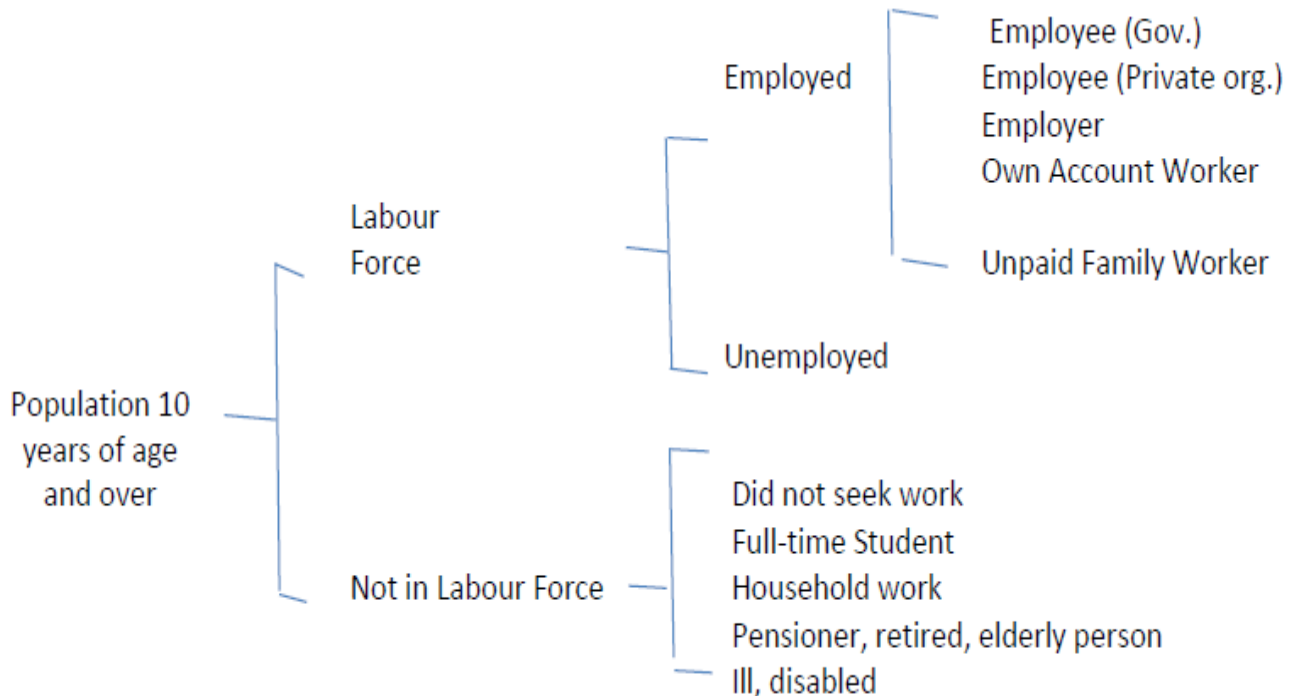 Employee (Gov.)
Employed
Employee (Private org.)
Employer
Own Account Worker
Labour
Force
Unpaid Family Worker
Unemployed
Population 10
years of age
and over
Did not seek work
Full-time Student
Household work
Not in Labour Force
Pensioner, retired, elderly person
Ill, disabled